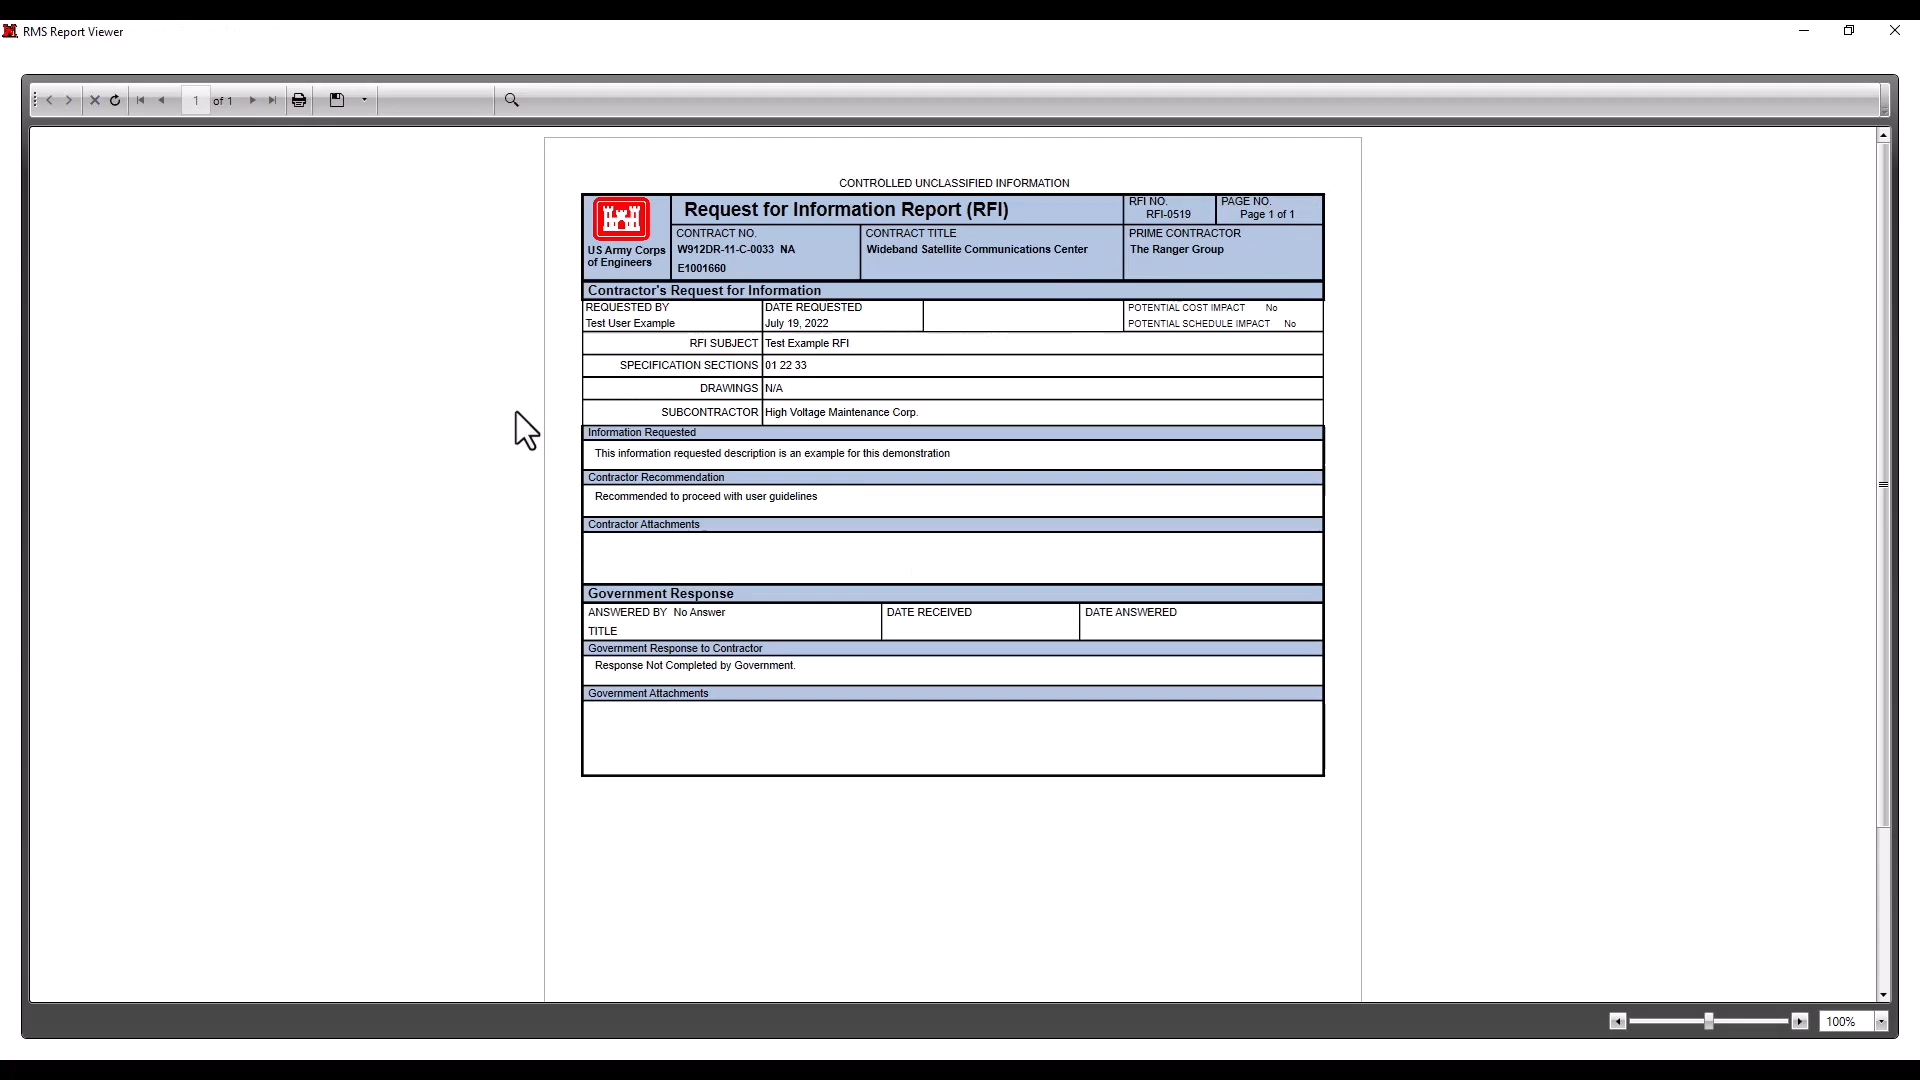 RMS Report Viewer
1 of 1
CONTROLLED UNCLASSIFIED INFORMATION
US Army Corps
of Engineers
Request for Information Report (RFI)
RFI NO.
RFI-0519
PAGE NO.
Page 1 of 1
CONTRACT NO.
W912DR-11-C-0033 NA
E1001660
CONTRACT TITLE
Wideband Satellite Communications Center
PRIME CONTRACTOR
The Ranger Group
Contractor's Request for Information
REQUESTED BY
Test User Example
DATE REQUESTED
July 19, 2022
POTENTIAL COST IMPACT No
POTENTIAL SCHEDULE IMPACT No
RFI SUBJECT Test Example RFI
SPECIFICATION SECTIONS 01 22 33
DRAWINGS N/A
SUBCONTRACTOR High Voltage Maintenance Corp.
Information Requested
This information requested description is an example for this demonstration
Contractor Recommendation
Recommended to proceed with user guidelines
Contractor Attachments
Government Response
ANSWERED BY No Answer
TITLE
DATE RECEIVED
DATE ANSWERED
Government Response to Contractor
Response Not Completed by Government.
Government Attachments
100%